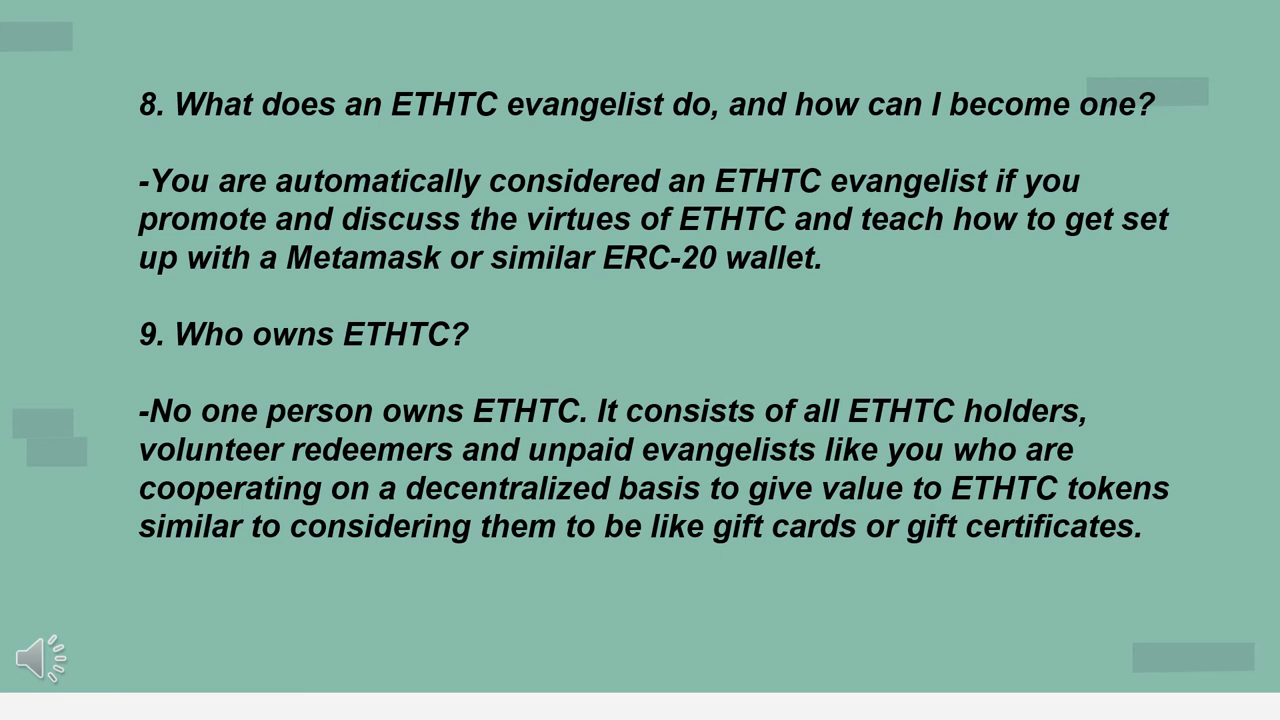 8. What does an ETHTC evangelist do, and how can I become one?
-You are automatically considered an ETHTC evangelist if you
promote and discuss the virtues of ETHTC and teach how to get set
up with a Metamask or similar ERC-20 wallet.
9. Who owns ETHTC?
-No one person owns ETHTC. It consists of all ETHTC holders,
volunteer redeemers and unpaid evangelists like you who are
cooperating on a decentralized basis to give value to ETHTC tokens
similar to considering them to be like gift cards or gift certificates.